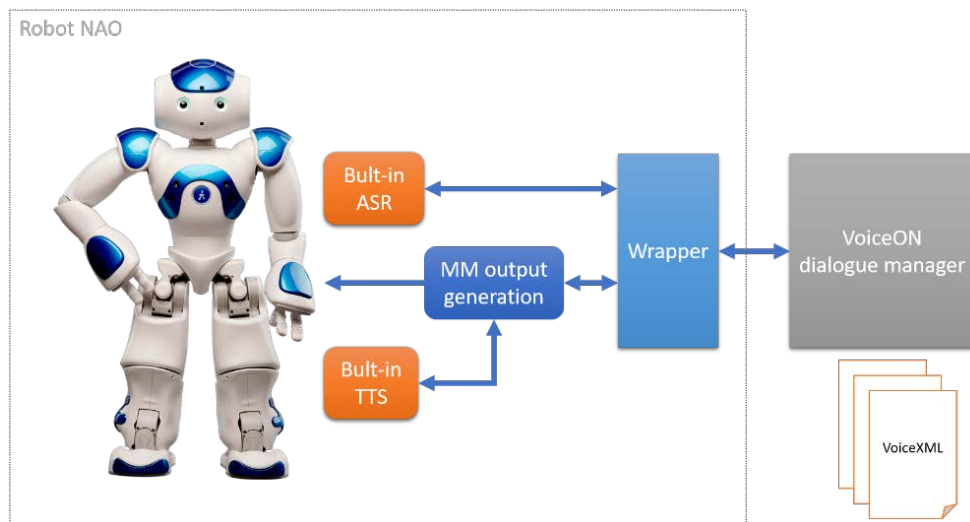 Robot NAO
Bult-in
ASR
MM output
generation
Bult-in
TTS
Wrapper
VoiceON
dialogue manager
VoiceXML